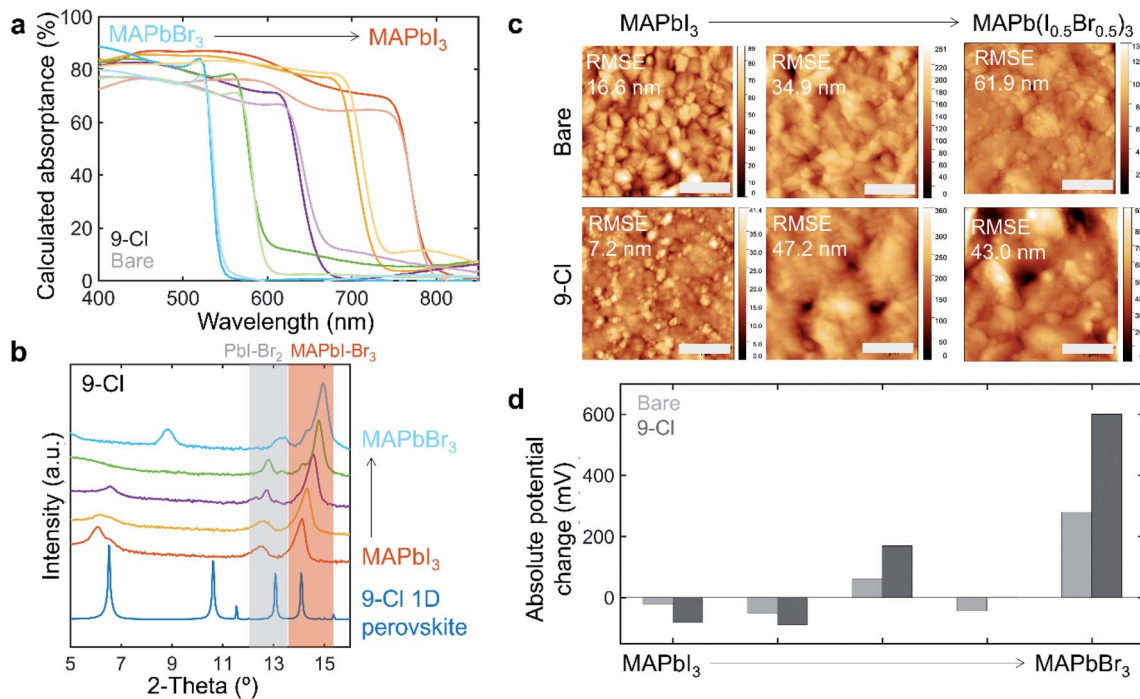 a
MAPbBr3
MAPbI3
Calculated absorptance (%)
100
80
60
40
20
0
9-Cl
Bare
400
500
600
700
800
Wavelength (nm)
b
PbI-Br2
MAPbI-Br3
9-Cl
MAPbBr3
MAPbI3
9-Cl 1D
perovskite
Intensity (a.u.)
5
7
9
11
13
15
2-Theta (º)
c
MAPbI3
MAPb(I0.5Br0.5)3
Bare
RMSE
16.6 nm
RMSE
34.9 nm
RMSE
61.9 nm
9-Cl
RMSE
7.2 nm
RMSE
47.2 nm
RMSE
43.0 nm
d
Bare
9-Cl
Absolute potential
change (mV)
600
400
200
0
MAPbI3
MAPbBr3